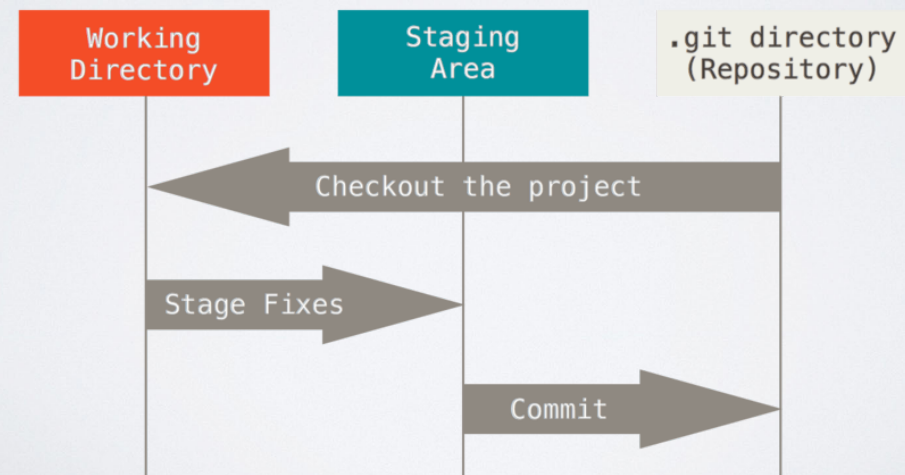 Working
Directory
Staging
Area
.git directory
(Repository)
Checkout the project
Stage Fixes
Commit